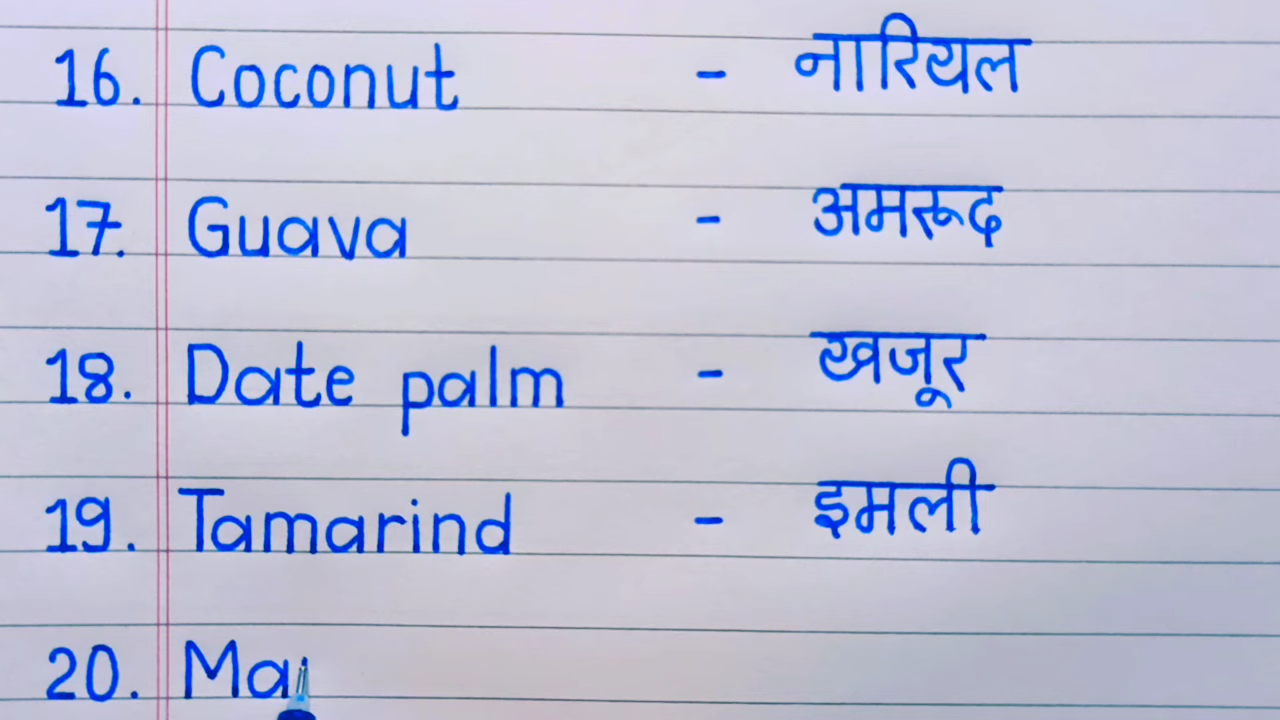 16. Coconut - नारियल
17. Guava - अमरूद
18. Date palm - खजूर
19. Tamarind - इमली
20. Ma